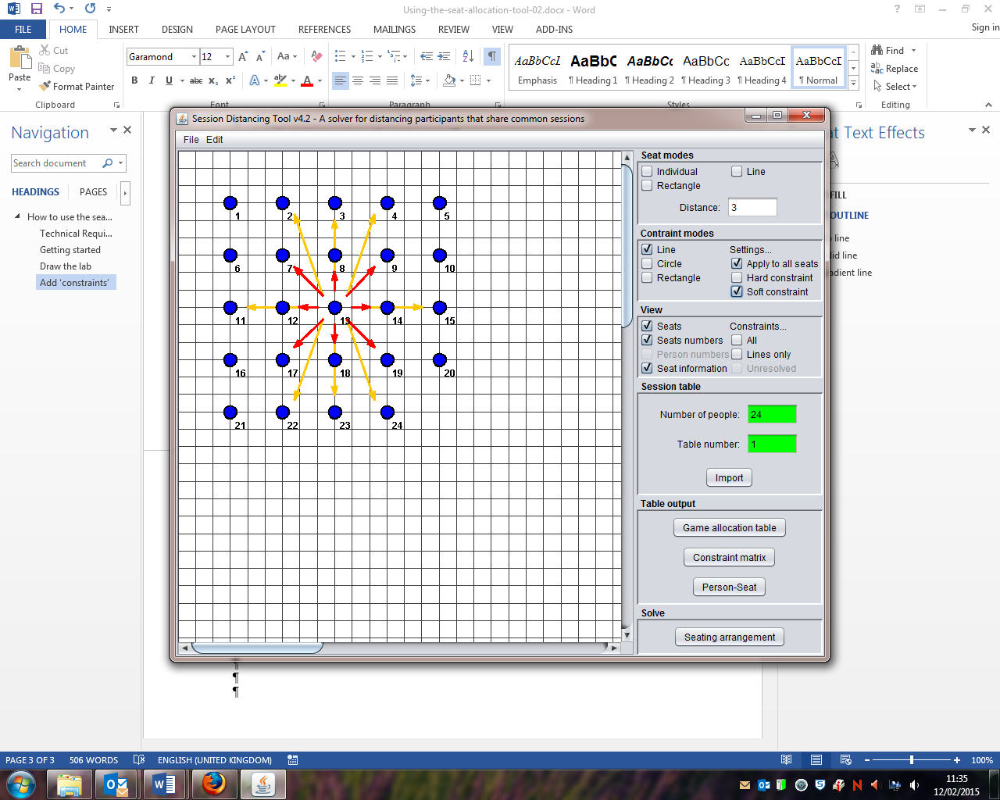 Using-the-seat-allocation-tool-02.docx - Word
Sign in
FILE HOME INSERT DESIGN PAGE LAYOUT REFERENCES MAILINGS REVIEW VIEW ADD-INS
Paste
Cut
Copy
Format Painter
Clipboard
Garamond 12
Font
Paragraph
AaBbCcI AaBbC AaBbCc AaBbCc AaBbCcI AaBbCcI
Emphasis ¶ Heading 1 ¶ Heading 2 ¶ Heading 3 ¶ Heading 4 ¶ Normal
Styles
Find
Replace
Select
Editing
Navigation
Search document
HEADINGS PAGES
How to use the sea...
Technical Requi...
Getting started
Draw the lab
Add ‘constraints’
Session Distancing Tool v4.2 - A solver for distancing participants that share common sessions
File Edit
1 2 3 4 5
6 7 8 9 10
11 12 13 14 15
16 17 18 19 20
21 22 23 24
Seat modes
Individual Line
Rectangle
Distance: 3
Contraint modes
Line Settings...
Circle Apply to all seats
Rectangle Hard constraint
Soft constraint
View
Seats Constraints...
Seats numbers All
Person numbers Lines only
Seat information Unresolved
Session table
Number of people: 24
Table number: 1
Import
Table output
Game allocation table
Constraint matrix
Person-Seat
Solve
Seating arrangement
t Text Effects
FILL
OUTLINE
line
lid line
adient line
¶
¶
PAGE 3 OF 3 506 WORDS ENGLISH (UNITED KINGDOM) 100%
11:35
12/02/2015